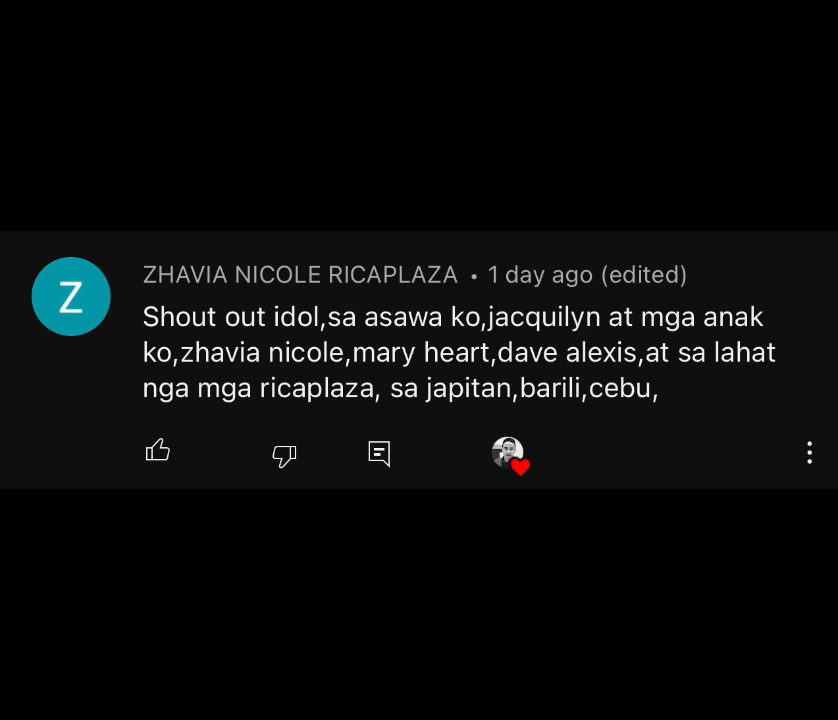 Z
ZHAVIA NICOLE RICAPLAZA • 1 day ago (edited)
Shout out idol,sa asawa ko,jacquilyn at mga anak
ko,zhavia nicole,mary heart,dave alexis,at sa lahat
nga mga ricaplaza, sa japitan,barili,cebu,